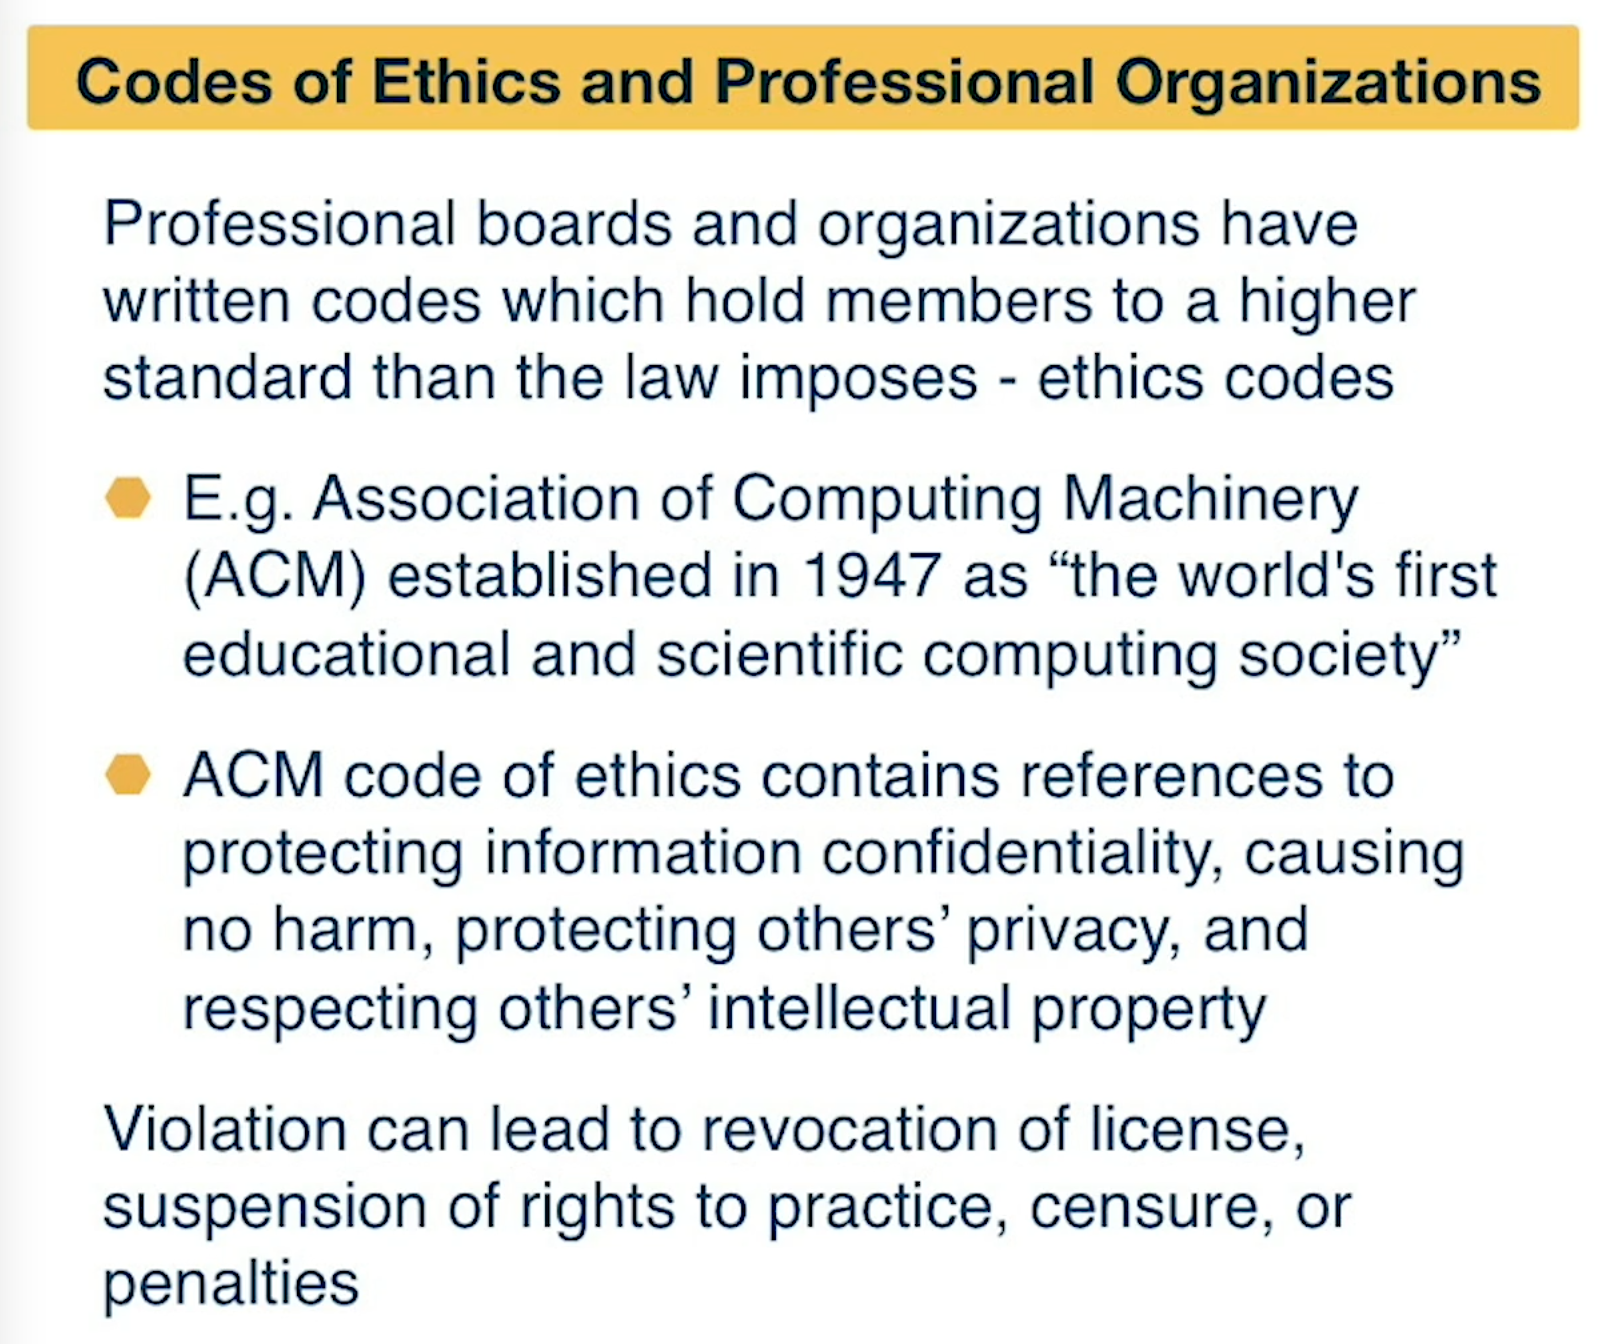 Codes of Ethics and Professional Organizations
Professional boards and organizations have
written codes which hold members to a higher
standard than the law imposes - ethics codes
E.g. Association of Computing Machinery
(ACM) established in 1947 as “the world's first
educational and scientific computing society”
ACM code of ethics contains references to
protecting information confidentiality, causing
no harm, protecting others’ privacy, and
respecting others’ intellectual property
Violation can lead to revocation of license,
suspension of rights to practice, censure, or
penalties